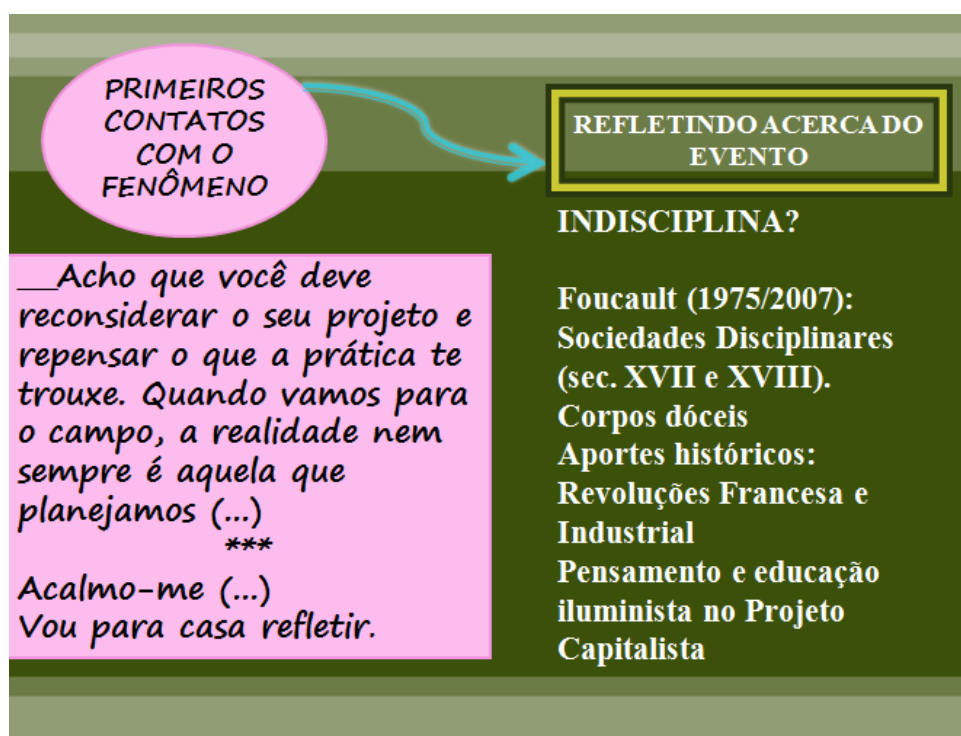 PRIMEIROS
CONTATOS
COM O
FENÔMENO
__Acho que você deve
reconsiderar o seu projeto e
repensar o que a prática te
trouxe. Quando vamos para
o campo, a realidade nem
sempre é aquela que
planejamos (...)
***
Acalmo-me (...)
Vou para casa refletir.
REFLETINDO ACERCA DO
EVENTO
INDISCIPLINA?
Foucault (1975/2007):
Sociedades Disciplinares
(sec. XVII e XVIII).
Corpos dóceis
Aportes históricos:
Revoluções Francesa e
Industrial
Pensamento e educação
iluminista no Projeto
Capitalista